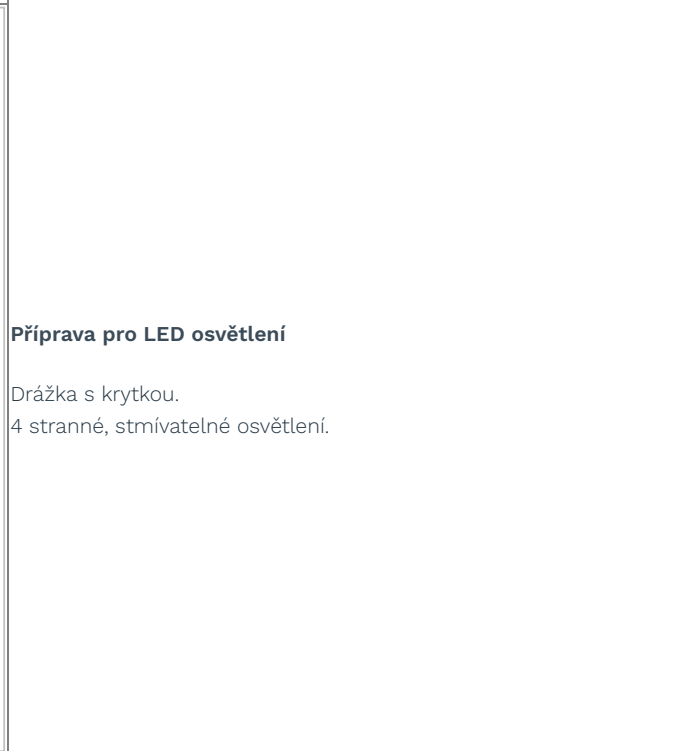 Příprava pro LED osvětlení
Drážka s krytkou.
4 stranné, stmívatelné osvětlení.